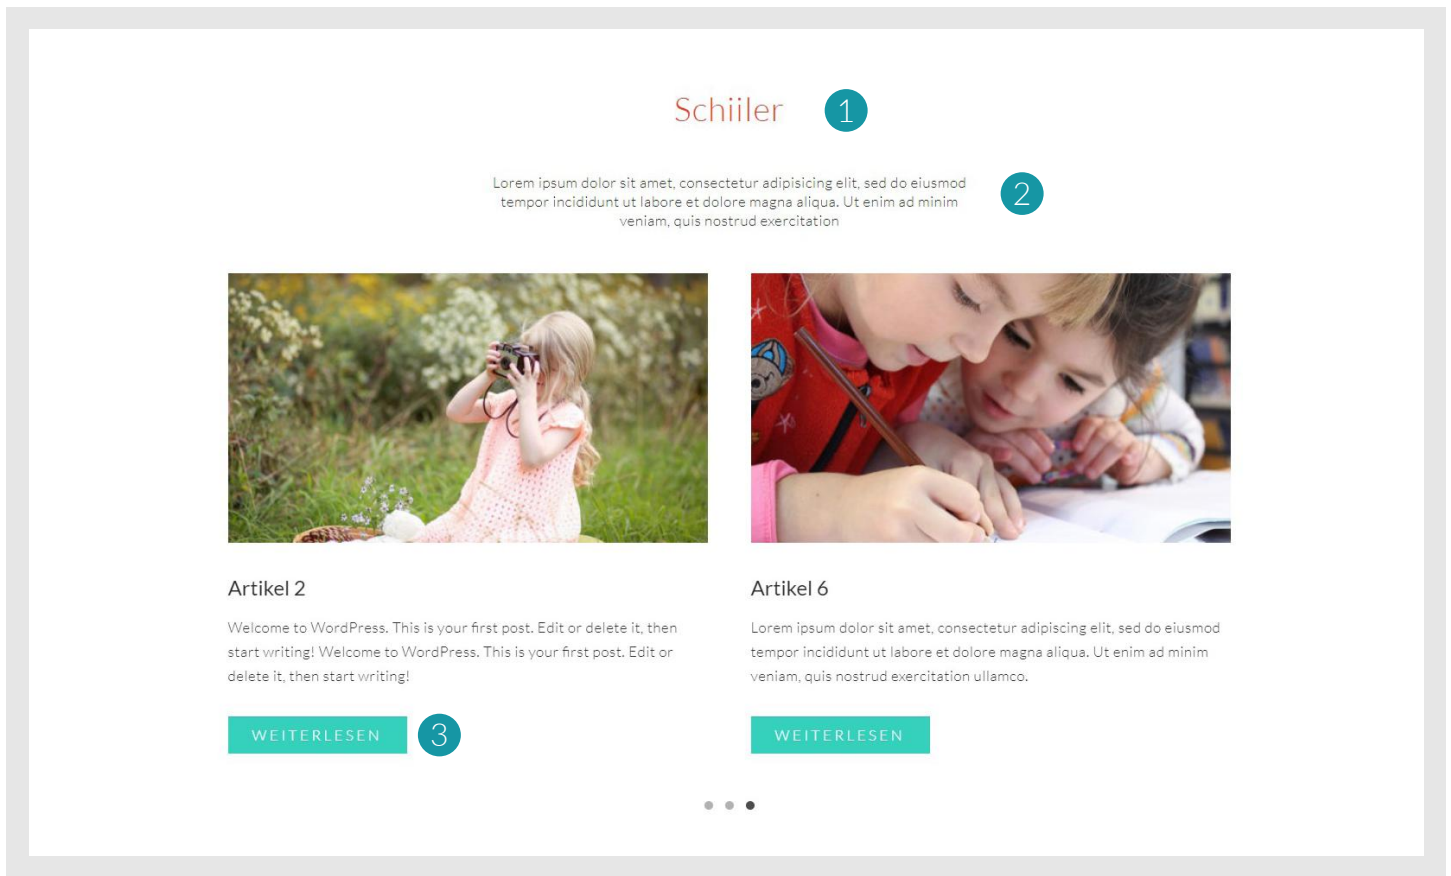 Schiiler 1
Lorem ipsum dolor sit amet, consectetur adipisicing elit, sed do eiusmod
tempor incididunt ut labore et dolore magna aliqua. Ut enim ad minim
veniam, quis nostrud exercitation
2
Artikel 2
Welcome to WordPress. This is your first post. Edit or delete it, then
start writing! Welcome to WordPress. This is your first post. Edit or
delete it, then start writing!
WEITERLESEN 3
Artikel 6
Lorem ipsum dolor sit amet, consectetur adipiscing elit, sed do eiusmod
tempor incididunt ut labore et dolore magna aliqua. Ut enim ad minim
veniam, quis nostrud exercitation ullamco.
WEITERLESEN